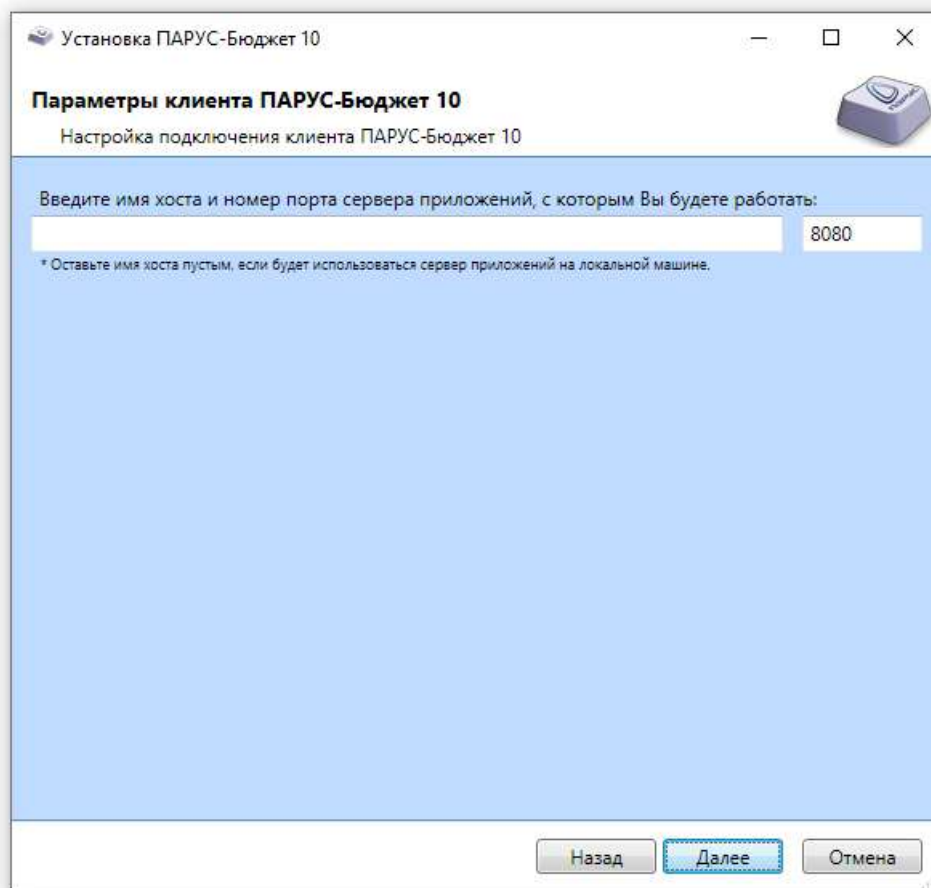 Установка ПАРУС-Бюджет 10
Параметры клиента ПАРУС-Бюджет 10
Настройка подключения клиента ПАРУС-Бюджет 10
ПАРУС
Введите имя хоста и номер порта сервера приложений, с которым Вы будете работать:
8080
* Оставьте имя хоста пустым, если будет использоваться сервер приложений на локальной машине.
Назад Далее Отмена